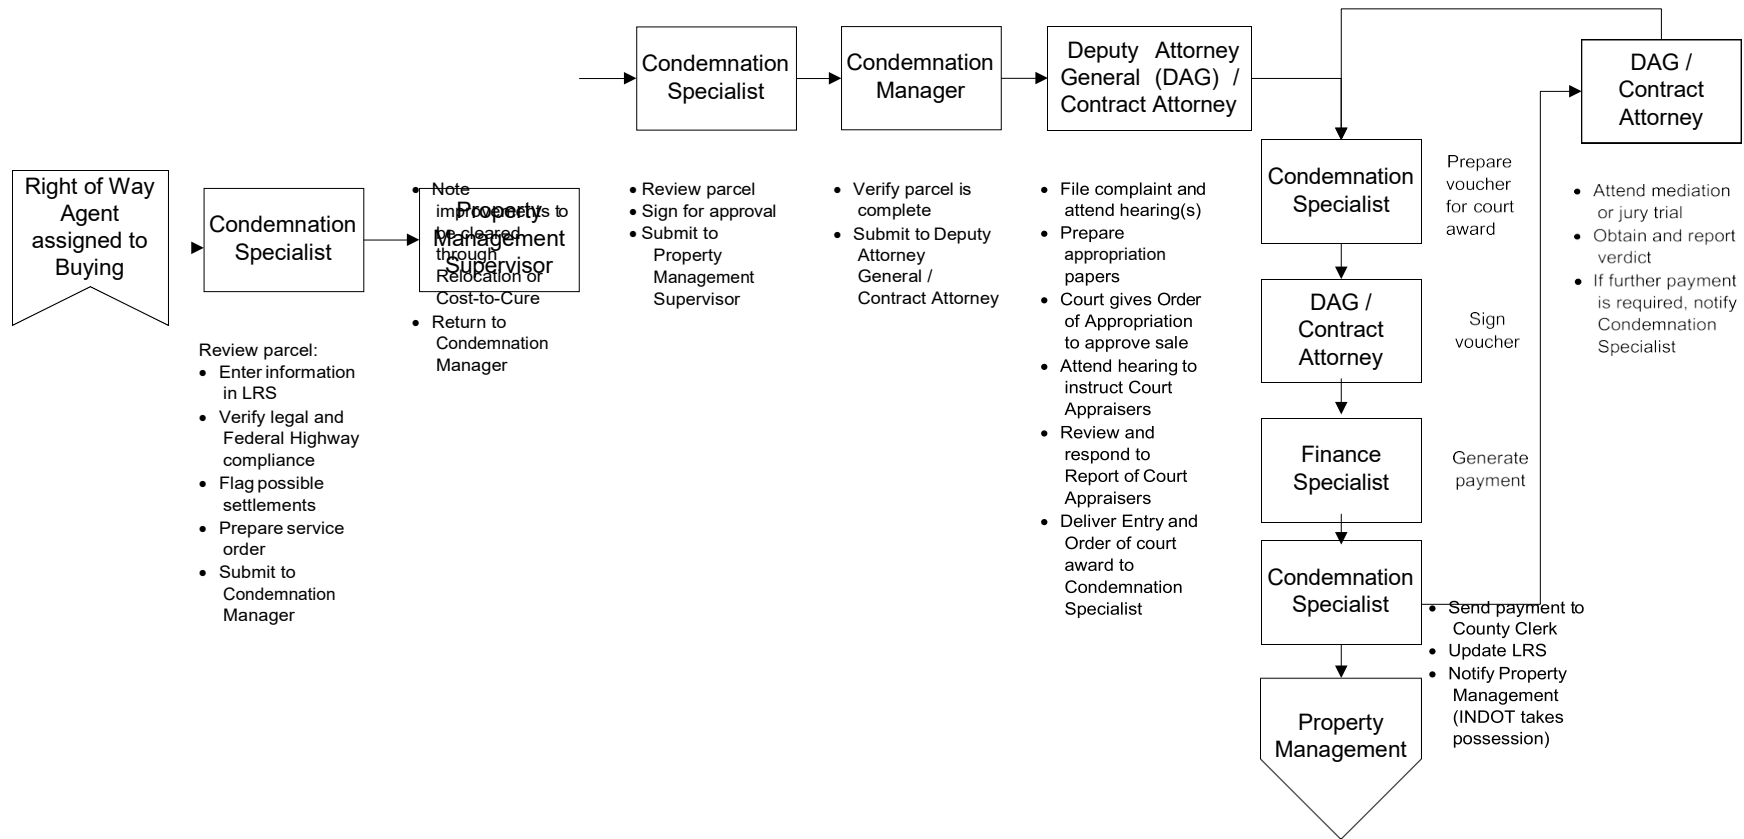 Right of Way
Agent
assigned to
Buying
Condemnation
Specialist
Review parcel:
• Enter information
in LRS
• Verify legal and
Federal Highway
compliance
• Flag possible
settlements
• Prepare service
order
• Submit to
Condemnation
Manager
Property
Management
Supervisor
• Note
improvements to
be cleared
through
Relocation or
Cost-to-Cure
• Return to
Condemnation
Manager
Condemnation
Specialist
• Review parcel
• Sign for approval
• Submit to
Property
Management
Supervisor
Condemnation
Manager
• Verify parcel is
complete
• Submit to Deputy
Attorney
General /
Contract Attorney
Deputy Attorney
General (DAG) /
Contract Attorney
• File complaint and
attend hearing(s)
• Prepare
appropriation
papers
• Court gives Order
of Appropriation
to approve sale
• Attend hearing to
instruct Court
Appraisers
• Review and
respond to
Report of Court
Appraisers
• Deliver Entry and
Order of court
award to
Condemnation
Specialist
Condemnation
Specialist
Prepare
voucher
for court
award
DAG /
Contract
Attorney
Sign
voucher
Finance
Specialist
Generate
payment
Condemnation
Specialist
• Send payment to
County Clerk
• Update LRS
• Notify Property
Management
(INDOT takes
possession)
Property
Management
DAG /
Contract
Attorney
• Attend mediation
or jury trial
• Obtain and report
verdict
• If further payment
is required, notify
Condemnation
Specialist